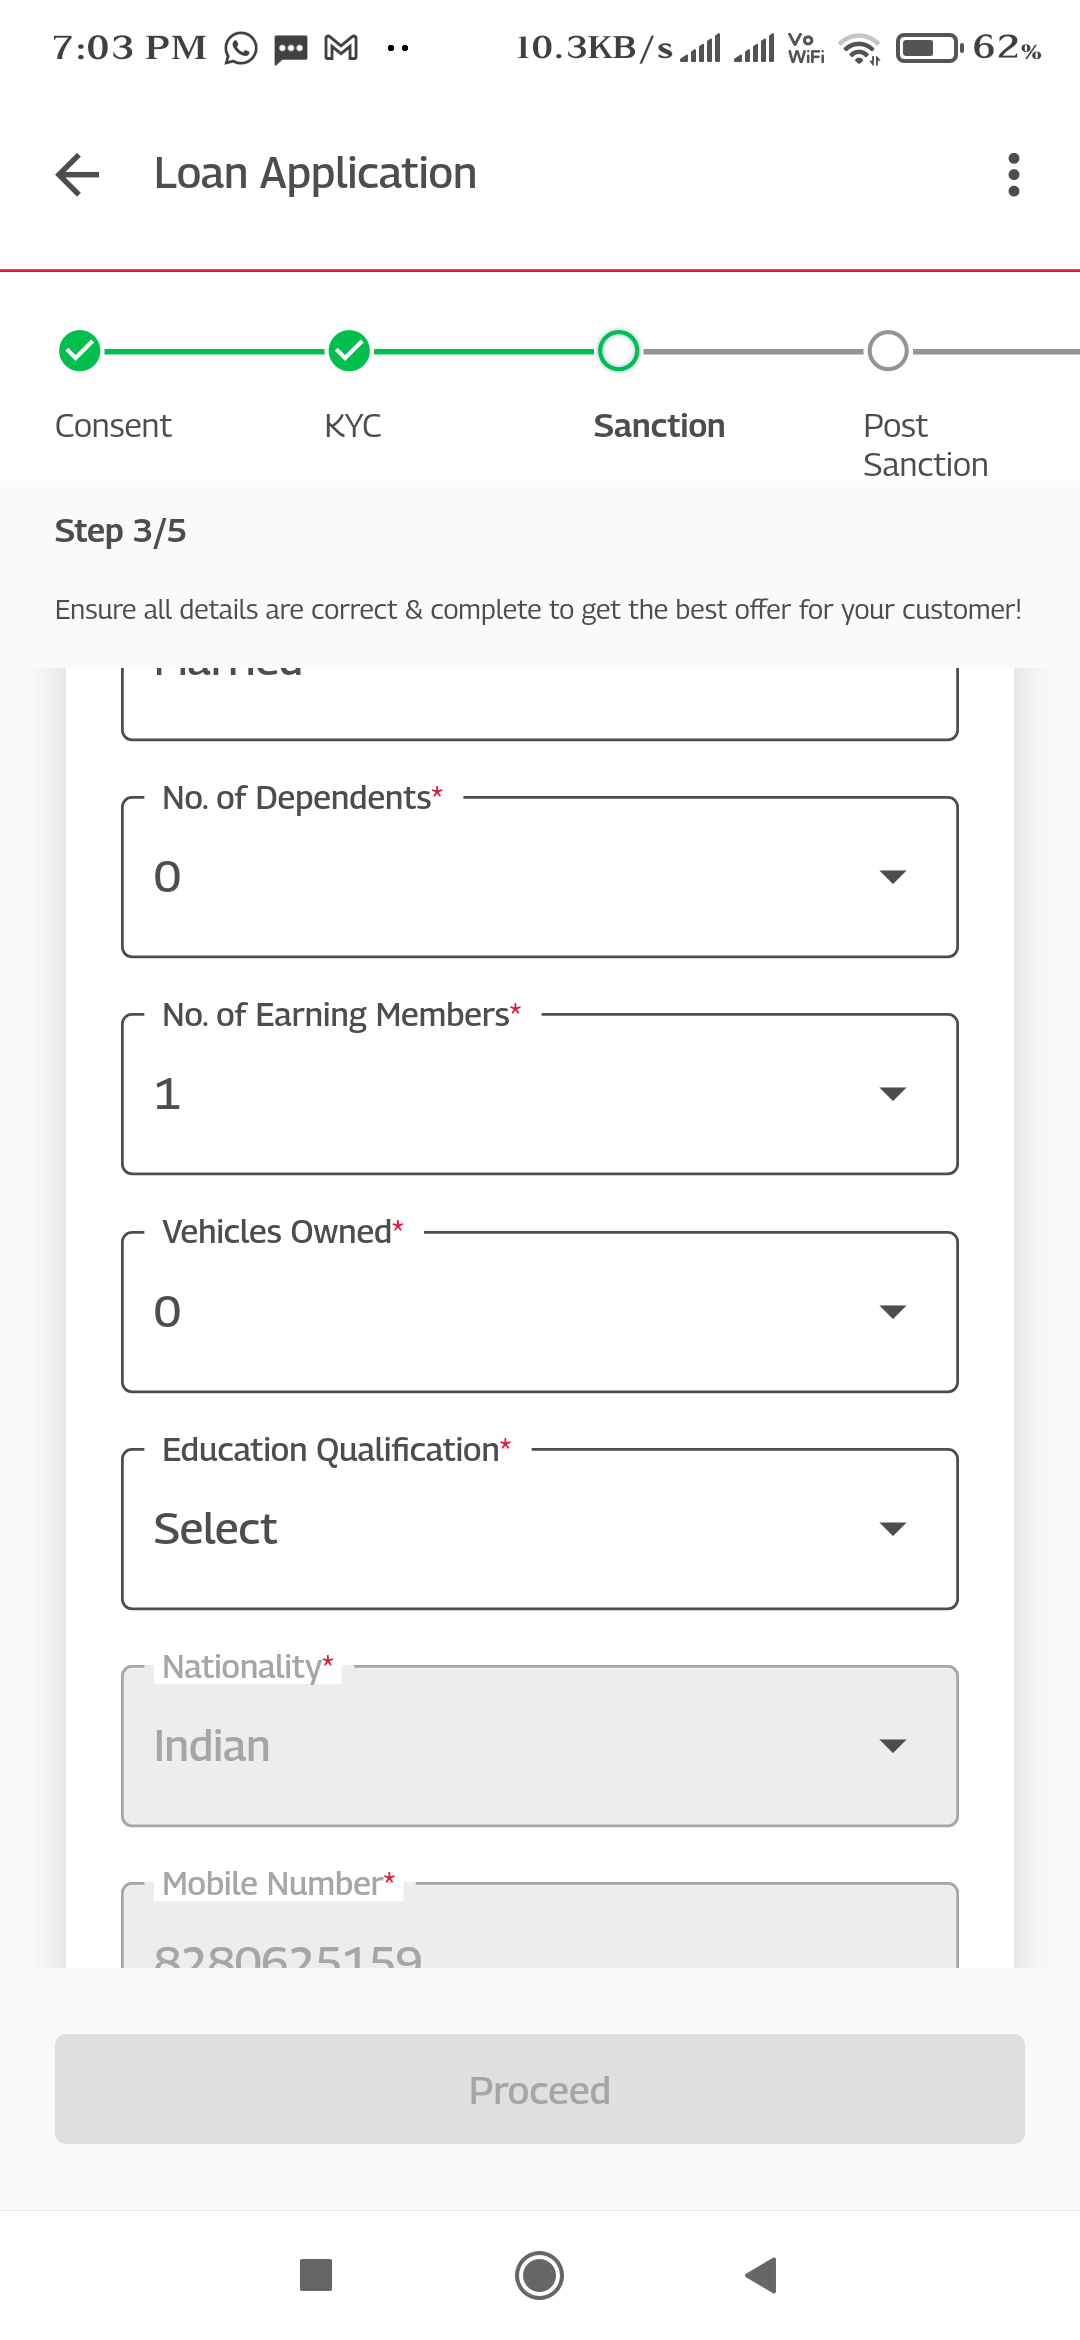 7:03 PM 10.3KB/s Vo WiFi 62%
Loan Application
Consent KYC Sanction Post Sanction
Step 3/5
Ensure all details are correct & complete to get the best offer for your customer!
Married
No. of Dependents*
0
No. of Earning Members*
1
Vehicles Owned*
0
Education Qualification*
Select
Nationality*
Indian
Mobile Number*
8280625159
Proceed